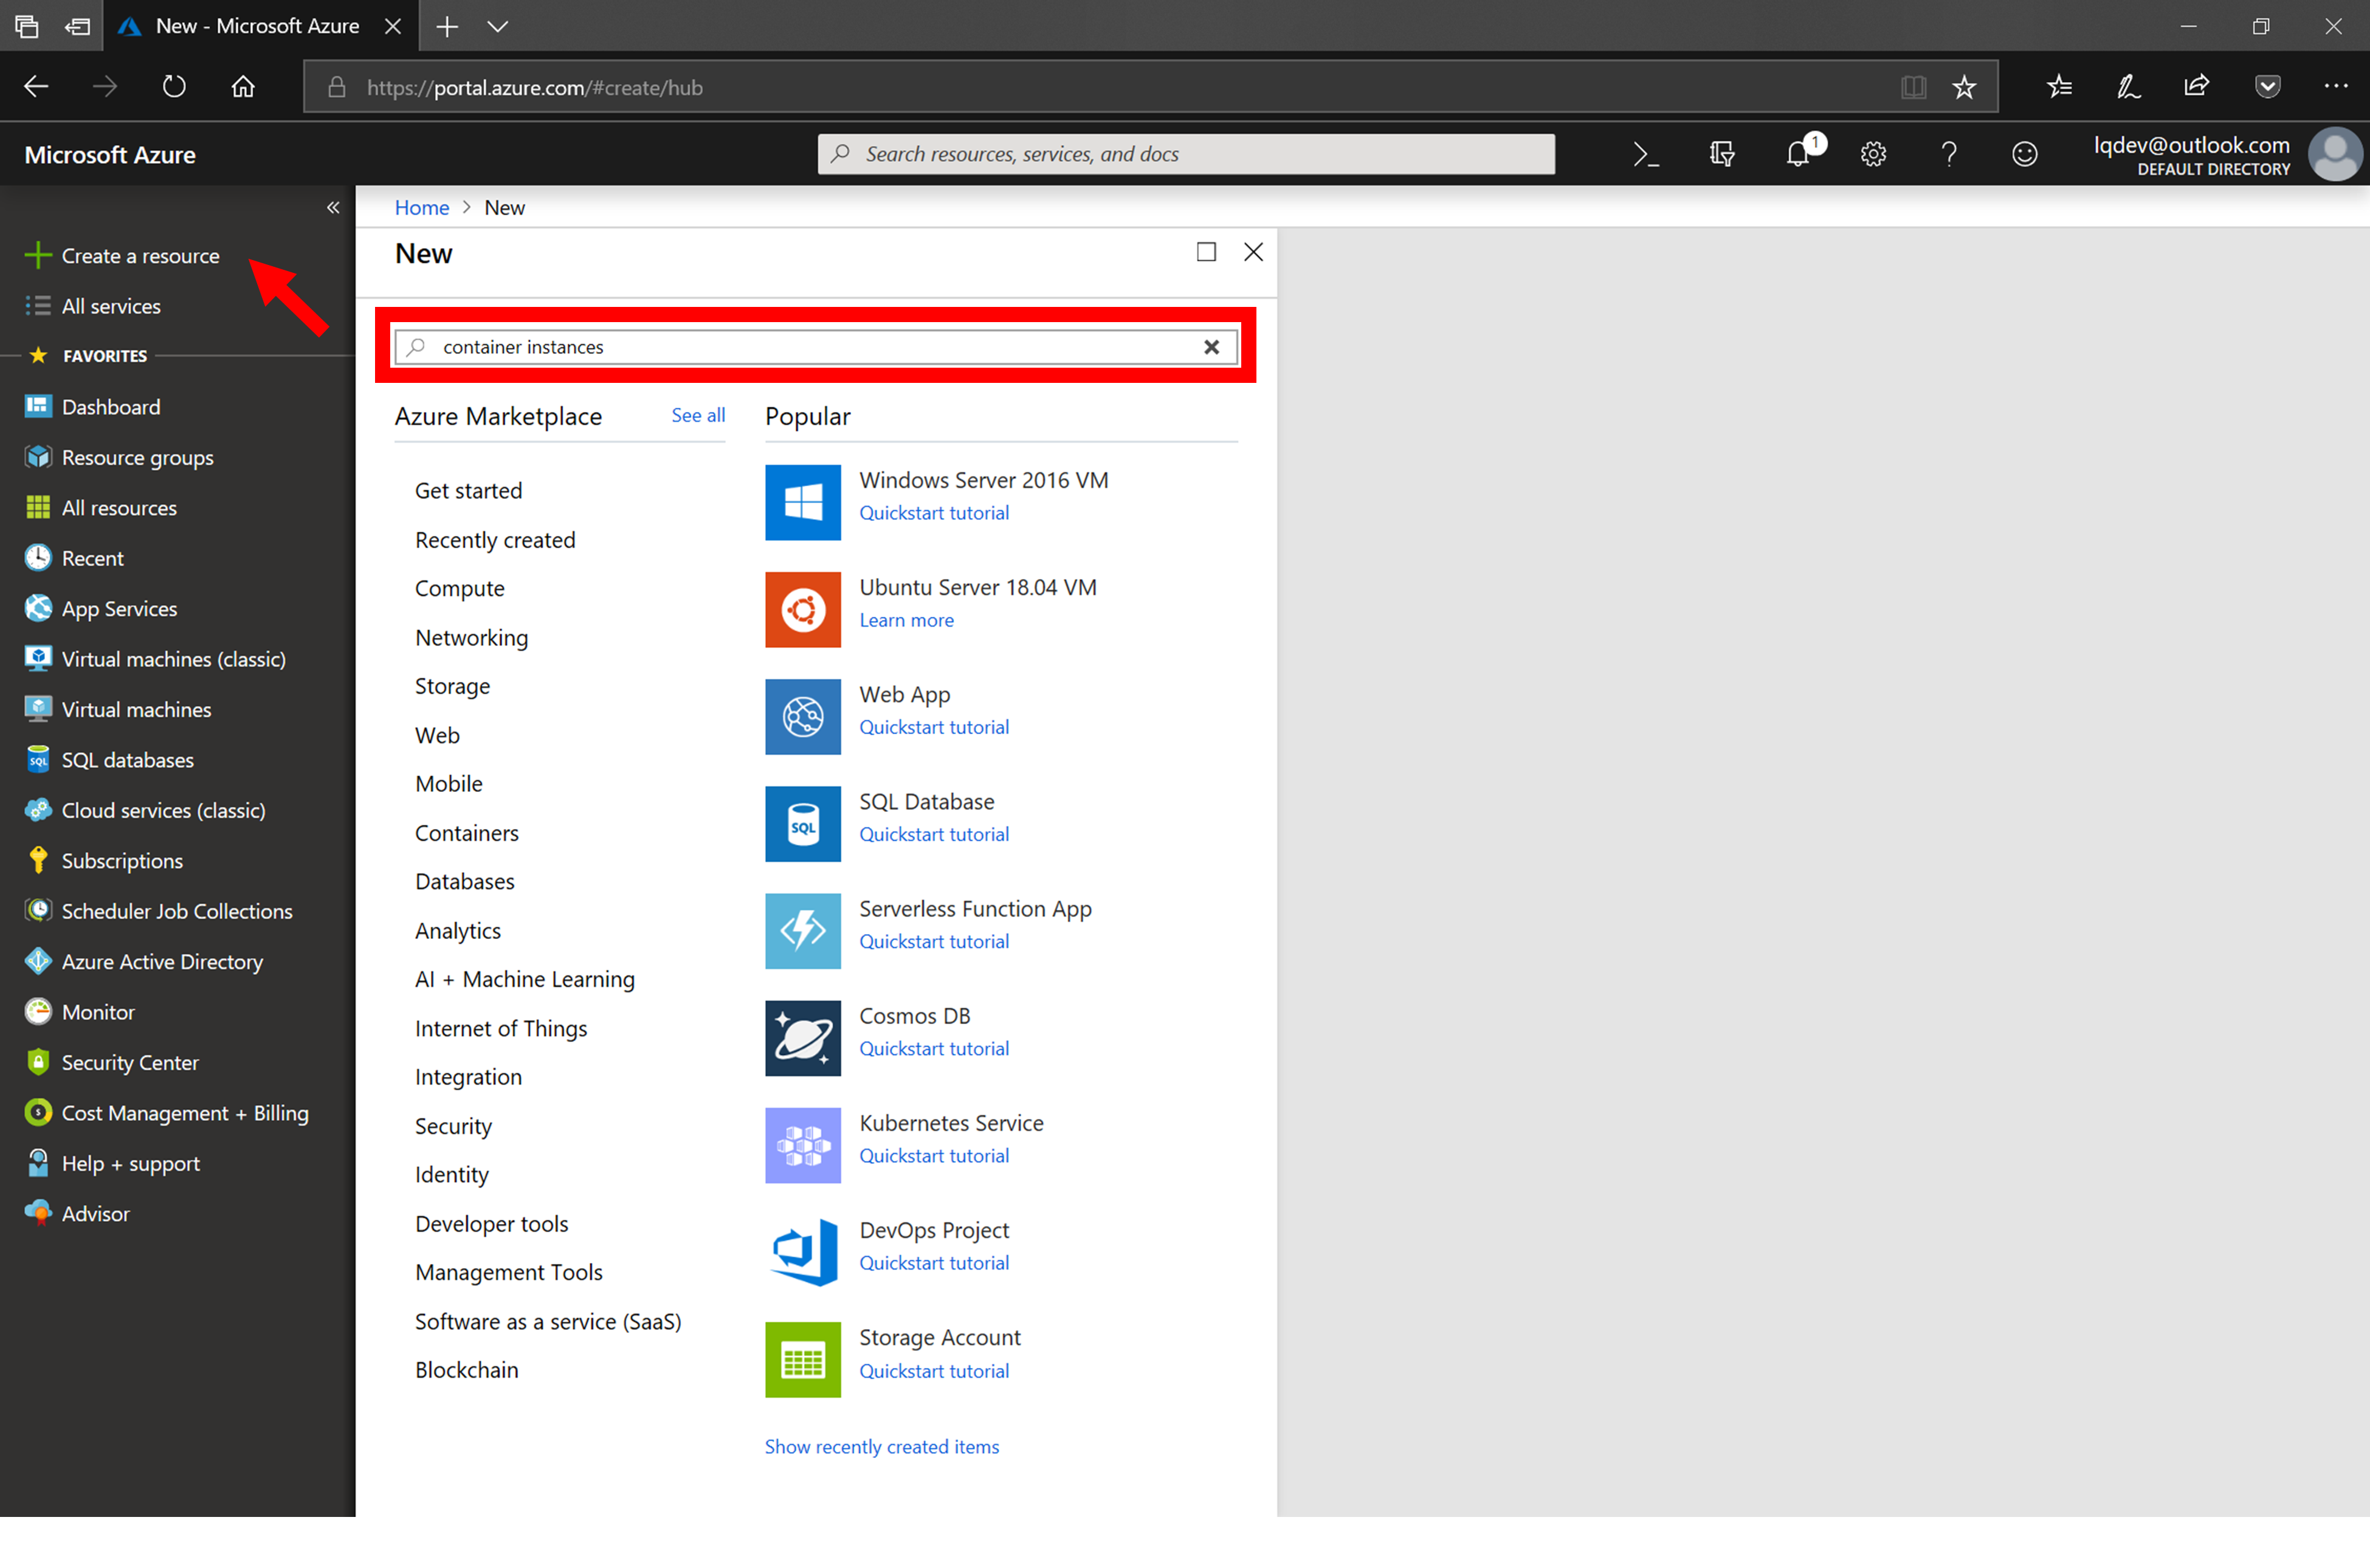 New - Microsoft Azure
https://portal.azure.com/#create/hub
Microsoft Azure
Search resources, services, and docs
1
lqdev@outlook.com
DEFAULT DIRECTORY
Create a resource
All services
FAVORITES
Dashboard
Resource groups
All resources
Recent
App Services
Virtual machines (classic)
Virtual machines
SQL
SQL databases
Cloud services (classic)
Subscriptions
Scheduler Job Collections
Azure Active Directory
Monitor
Security Center
Cost Management + Billing
Help + support
Advisor
Home > New
New
container instances
Azure Marketplace
See all
Get started
Recently created
Compute
Networking
Storage
Web
Mobile
Containers
Databases
Analytics
AI + Machine Learning
Internet of Things
Integration
Security
Identity
Developer tools
Management Tools
Software as a service (SaaS)
Blockchain
Popular
Windows Server 2016 VM
Quickstart tutorial
Ubuntu Server 18.04 VM
Learn more
Web App
Quickstart tutorial
SQL
SQL Database
Quickstart tutorial
Serverless Function App
Quickstart tutorial
Cosmos DB
Quickstart tutorial
Kubernetes Service
Quickstart tutorial
DevOps Project
Quickstart tutorial
Storage Account
Quickstart tutorial
Show recently created items